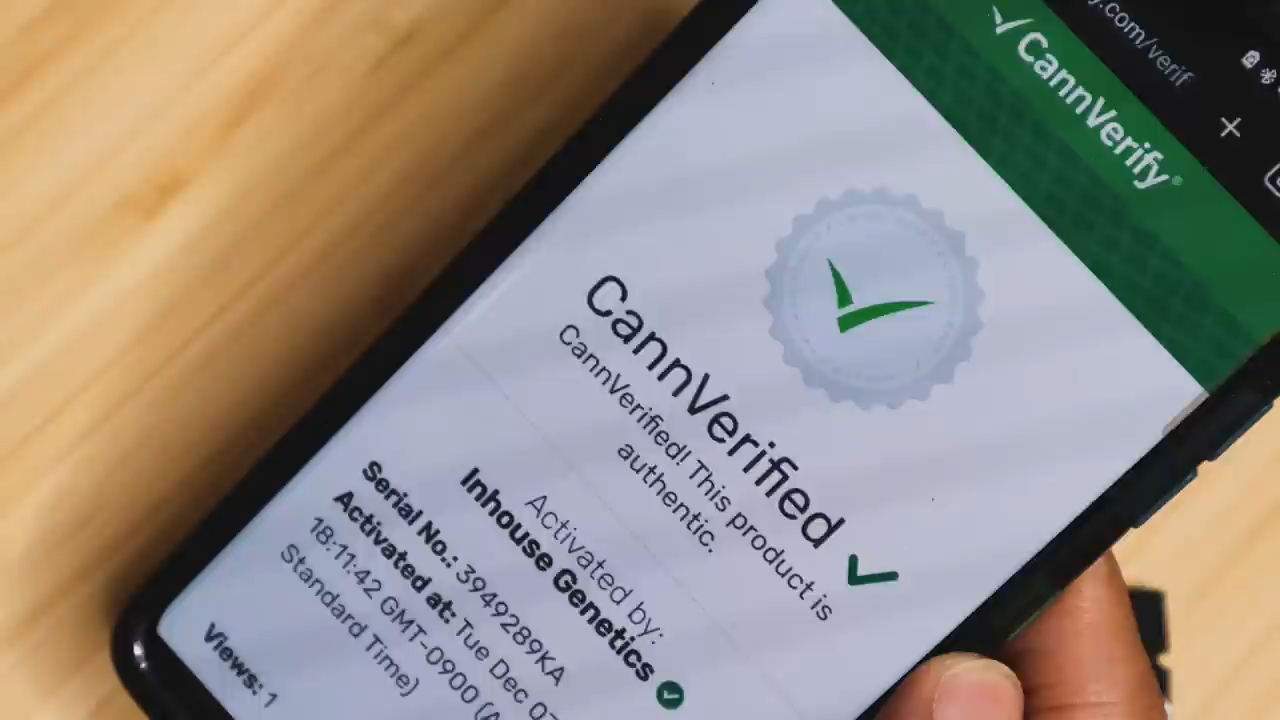 y.com/verif
CannVerify®
CannVerified
CannVerified! This product is
authentic.
Activated by:
Inhouse Genetics
Serial No.: 3949289KA
Activated at: Tue Dec 07
18:11:42 GMT-0900 (A
Standard Time)
Views: 1